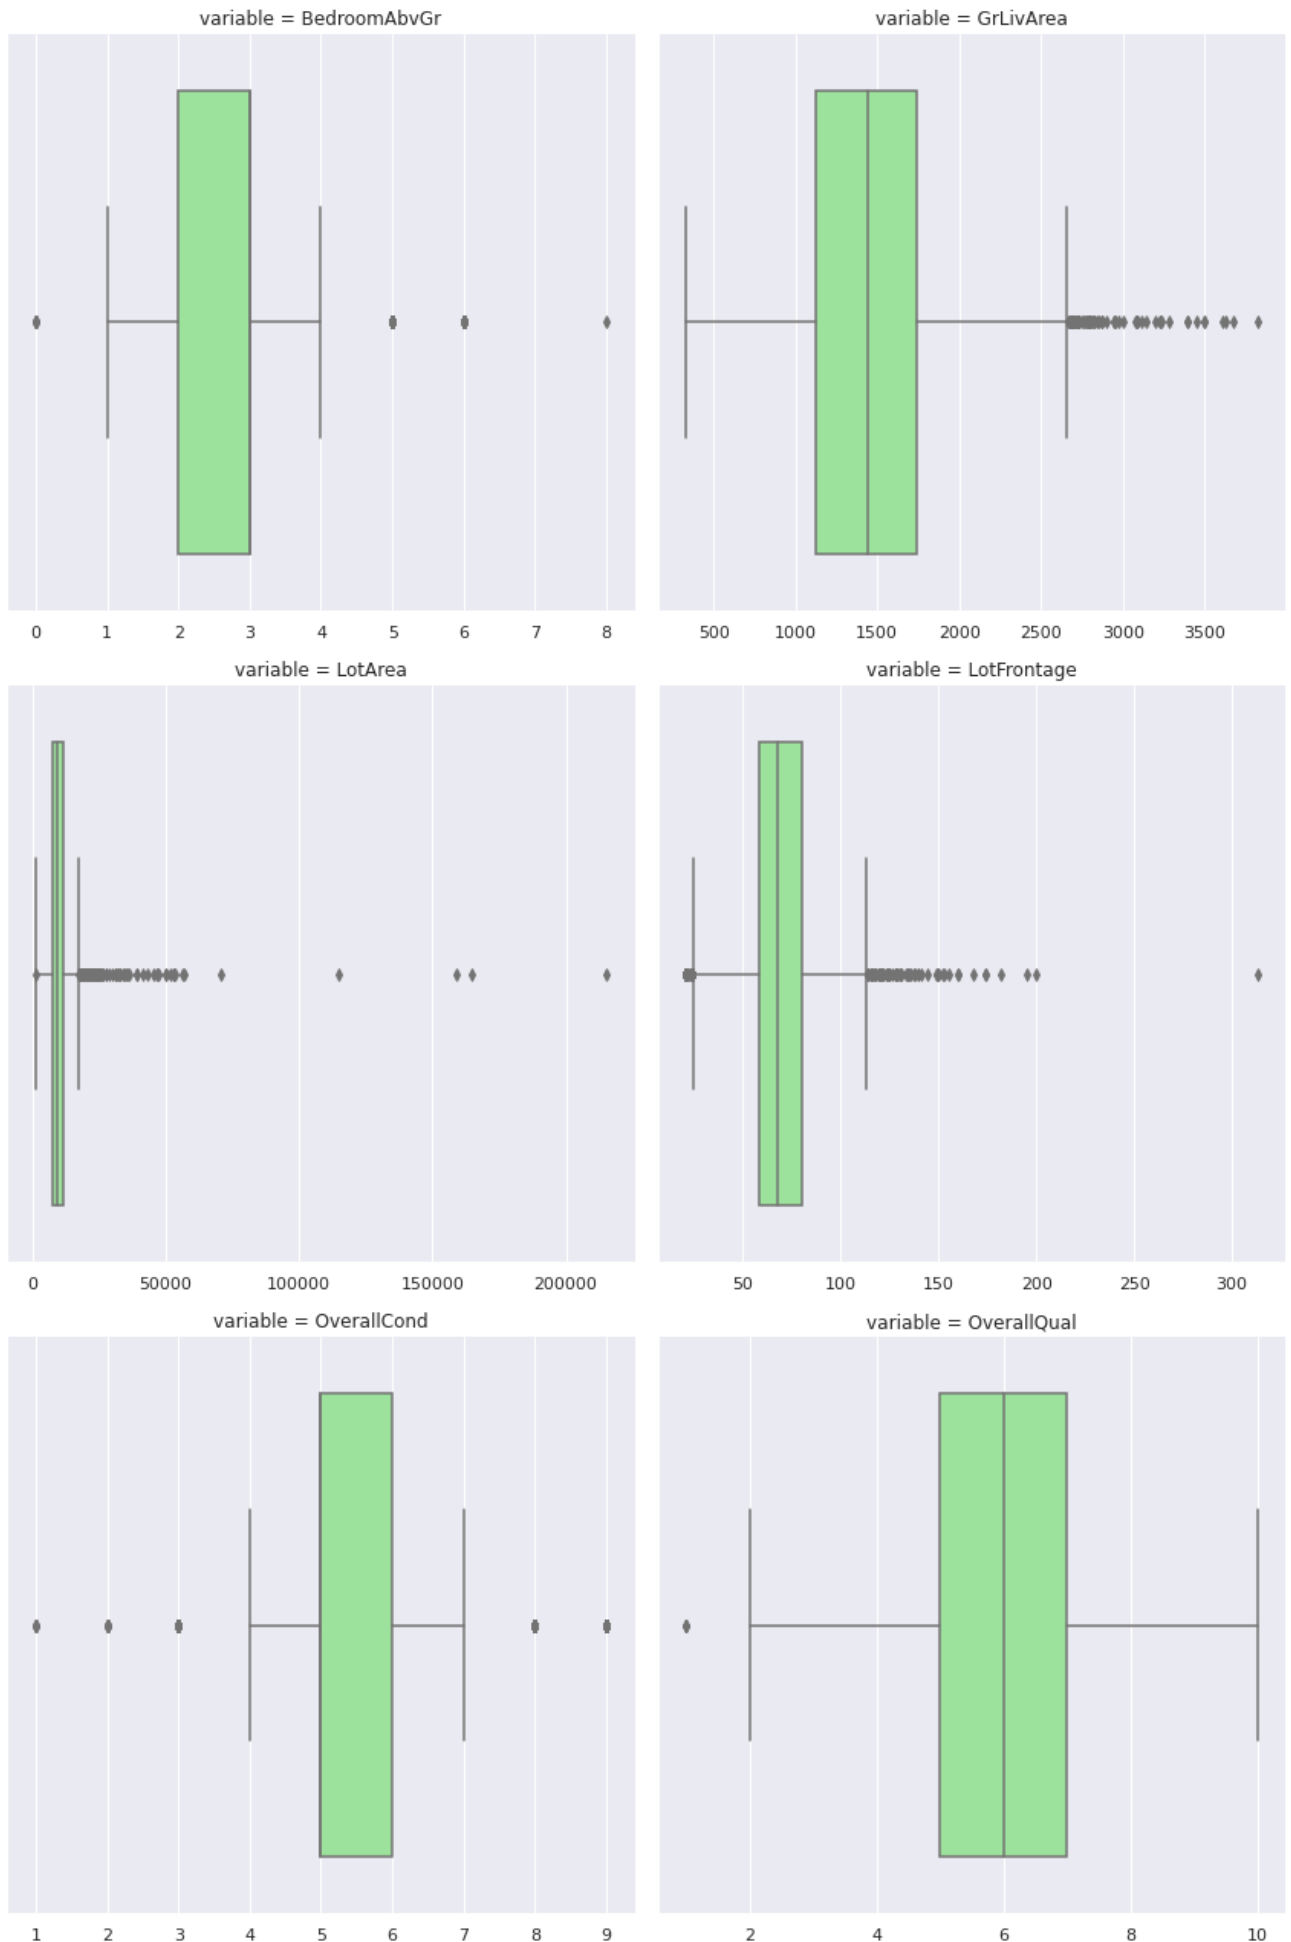 variable = BedroomAbvGr
variable = GrLivArea
0 1 2 3 4 5 6 7 8
500 1000 1500 2000 2500 3000 3500
variable = LotArea
variable = LotFrontage
0 50000 100000 150000 200000
50 100 150 200 250 300
variable = OverallCond
variable = OverallQual
1 2 3 4 5 6 7 8 9
2 4 6 8 10